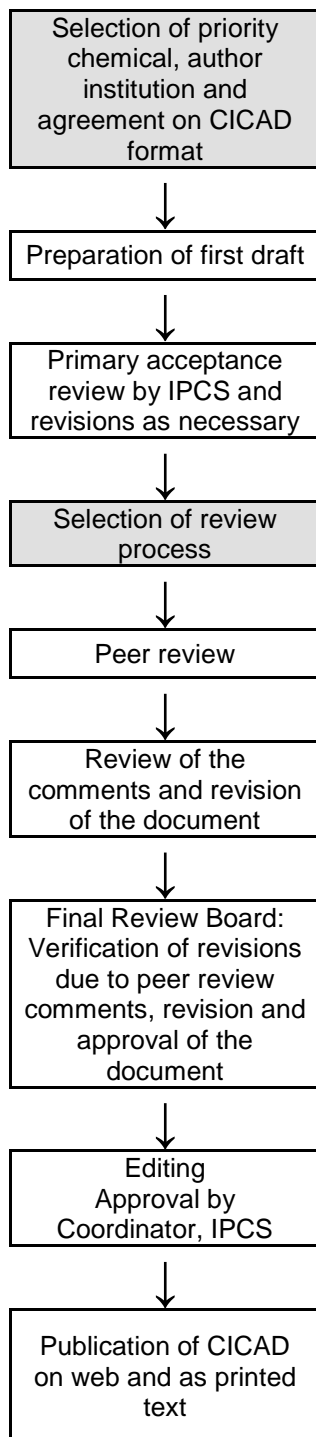 Selection of priority
chemical, author
institution and
agreement on CICAD
format
Preparation of first draft
Primary acceptance
review by IPCS and
revisions as necessary
Selection of review
process
Peer review
Review of the
comments and revision
of the document
Final Review Board:
Verification of revisions
due to peer review
comments, revision and
approval of the
document
Editing
Approval by
Coordinator, IPCS
Publication of CICAD
on web and as printed
text